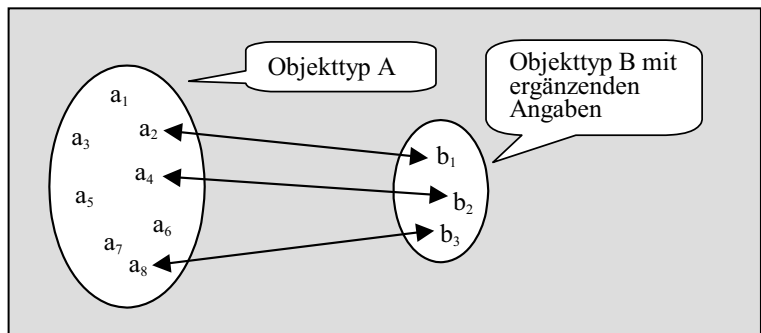 Objekttyp A
Objekttyp B mit
ergänzenden
Angaben
a₁
a₂
a₃
a₄
a₅
a₆
a₇
a₈
b₁
b₂
b₃